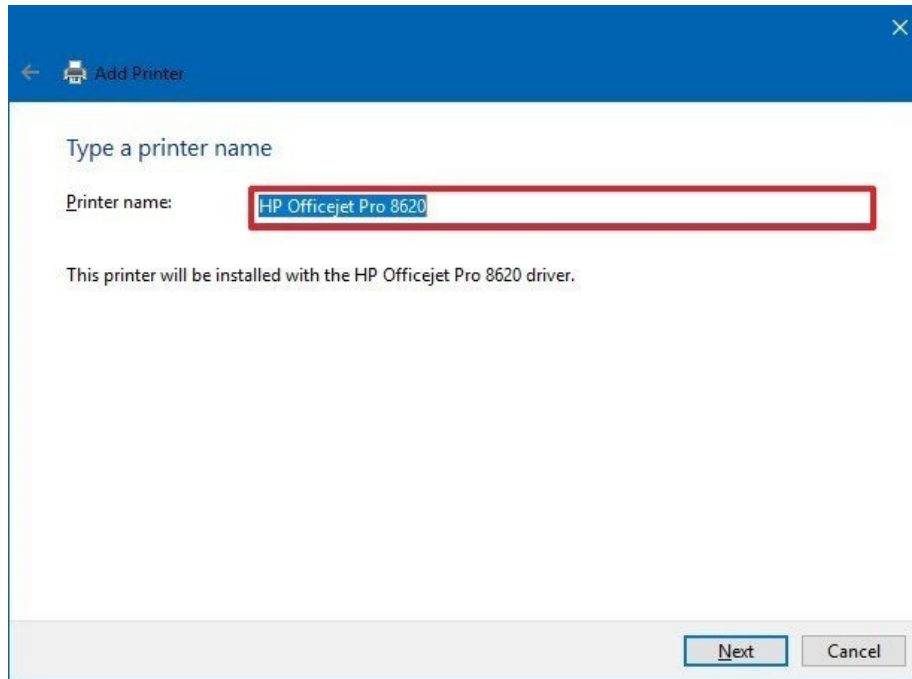 Add Printer
Type a printer name
Printer name:
HP Officejet Pro 8620
This printer will be installed with the HP Officejet Pro 8620 driver.
Next
Cancel